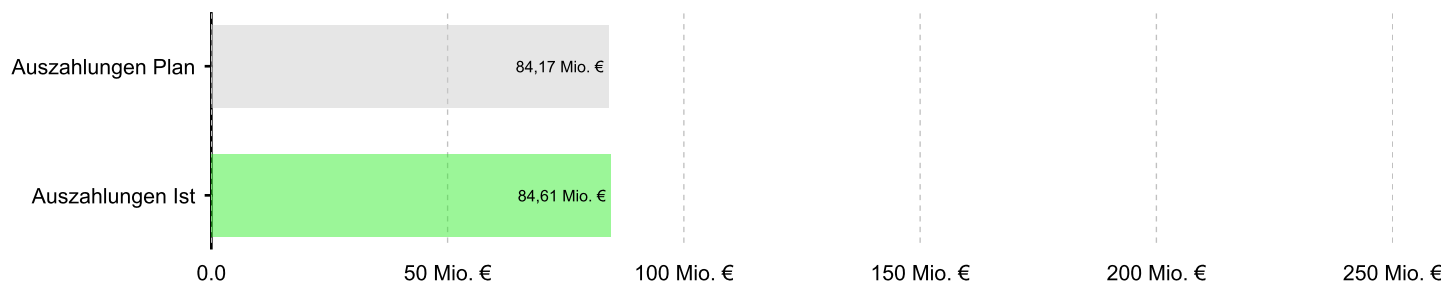 Auszahlungen Plan
84,17 Mio. €
Auszahlungen Ist
84,61 Mio. €
0.0 50 Mio. € 100 Mio. € 150 Mio. € 200 Mio. € 250 Mio. €